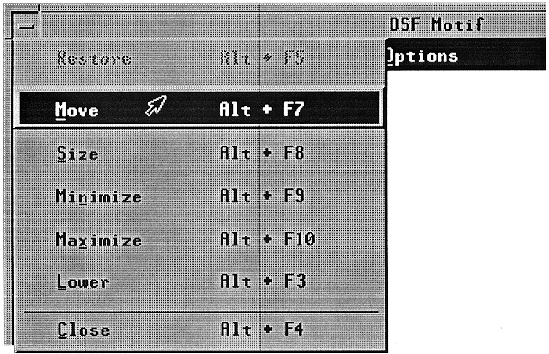 OSF Motif
Options
Restore Alt + F5
Move Alt + F7
Size Alt + F8
Minimize Alt + F9
Maximize Alt + F10
Lower Alt + F3
Close Alt + F4